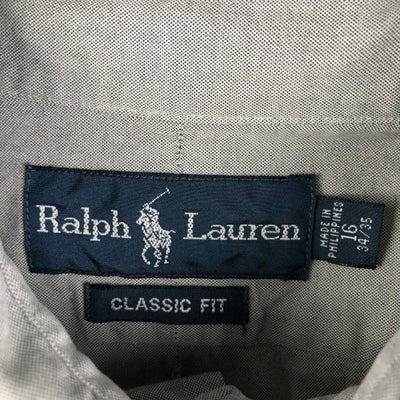 Ralph Lauren
CLASSIC FIT
MADE IN
PHILIPPINES
16
34/35